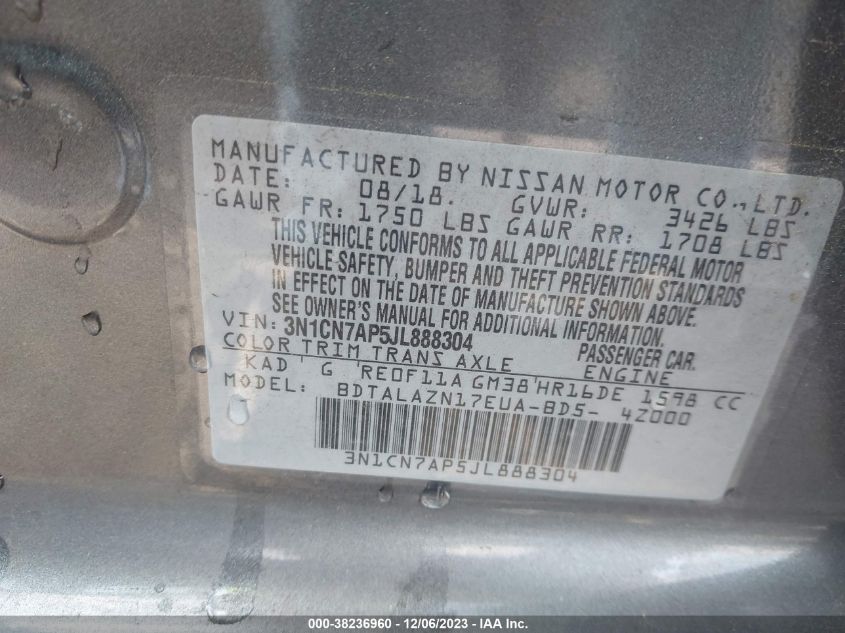 MANUFACTURED BY NISSAN MOTOR CO., LTD.
DATE: 08/18. GVWR: 3426 LBS
GAWR FR: 1750 LBS GAWR RR: 1708 LBS
THIS VEHICLE CONFORMS TO ALL APPLICABLE FEDERAL MOTOR
VEHICLE SAFETY, BUMPER AND THEFT PREVENTION STANDARDS
IN EFFECT ON THE DATE OF MANUFACTURE SHOWN ABOVE.
SEE OWNER'S MANUAL FOR ADDITIONAL INFORMATION.
VIN: 3N1CN7AP5JL888304 PASSENGER CAR.
COLOR TRIM TRANS AXLE ENGINE
KAD ' G 'RE0F11A GM38'HR16DE 1598 CC
MODEL: BDTALAZN17EUA-BDS- 4Z000
3N1CN7AP5JL888304
000-38236960 - 12/06/2023 - IAA Inc.